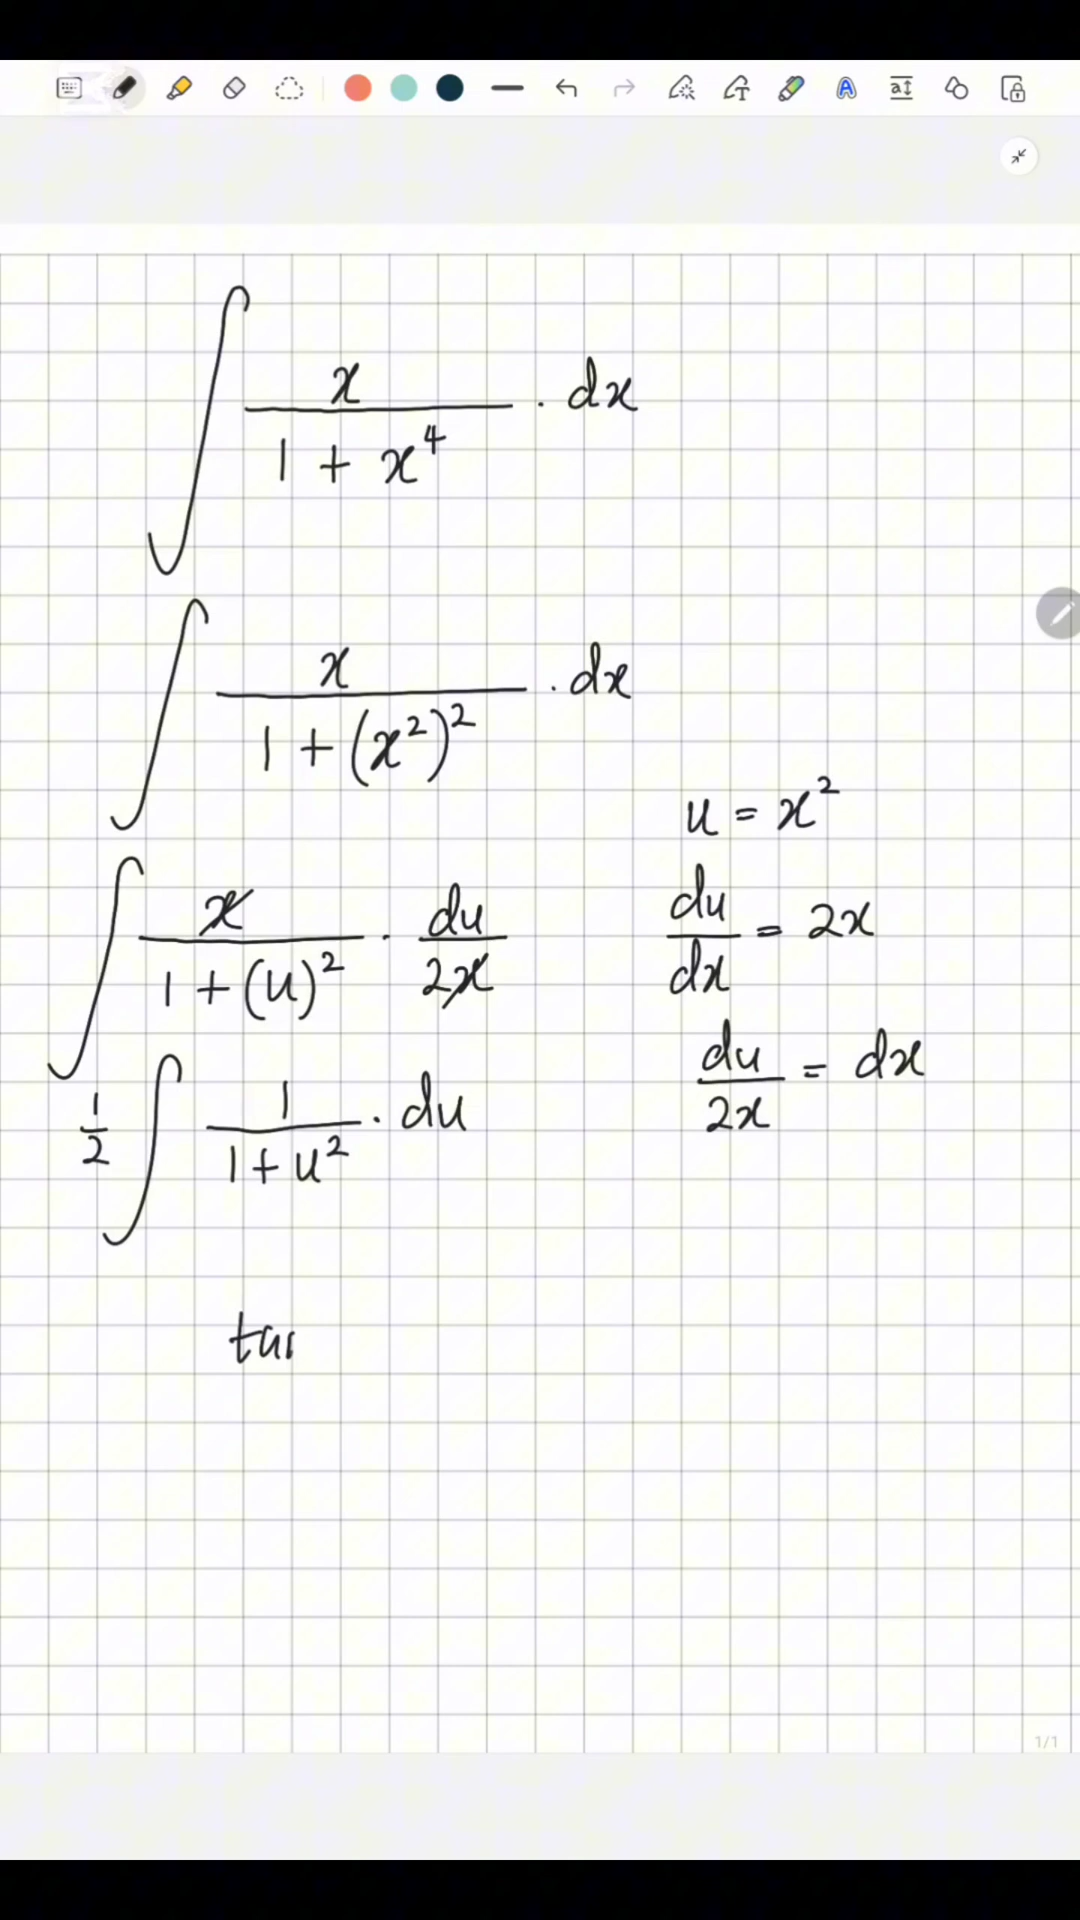 ∫ x / (1 + x⁴) · dx
∫ x / (1 + (x²)²) · dx
u = x²
∫ x / (1 + (u)²) · du / 2x
du / dx = 2x
1/2 ∫ 1 / (1 + u²) · du
du / 2x = dx
tan
1/1